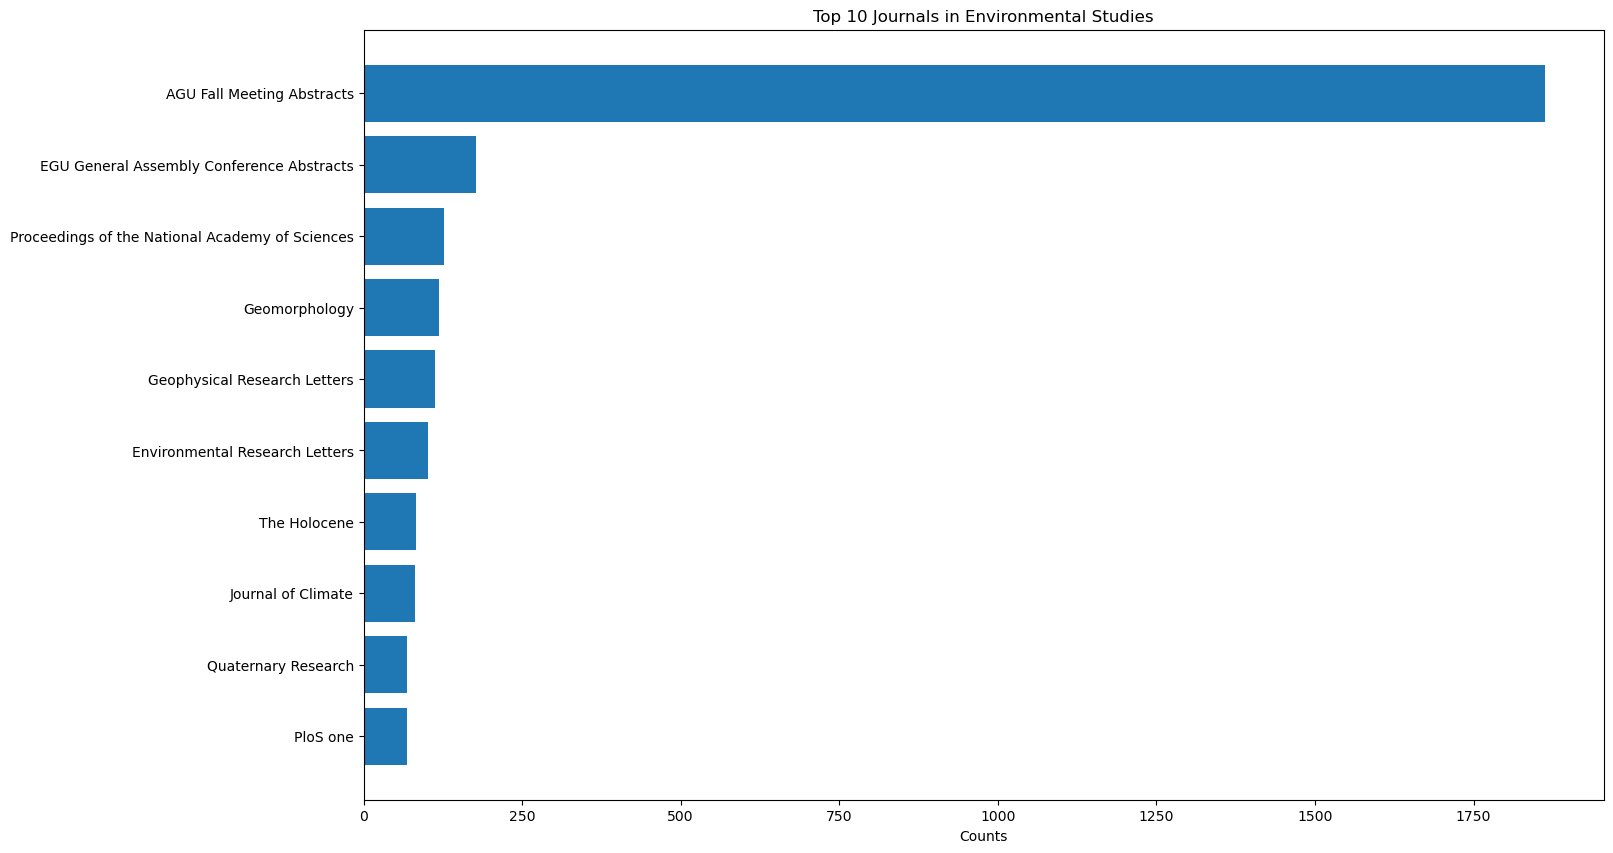 Top 10 Journals in Environmental Studies
AGU Fall Meeting Abstracts
EGU General Assembly Conference Abstracts
Proceedings of the National Academy of Sciences
Geomorphology
Geophysical Research Letters
Environmental Research Letters
The Holocene
Journal of Climate
Quaternary Research
PloS one
0 250 500 750 1000 1250 1500 1750
Counts